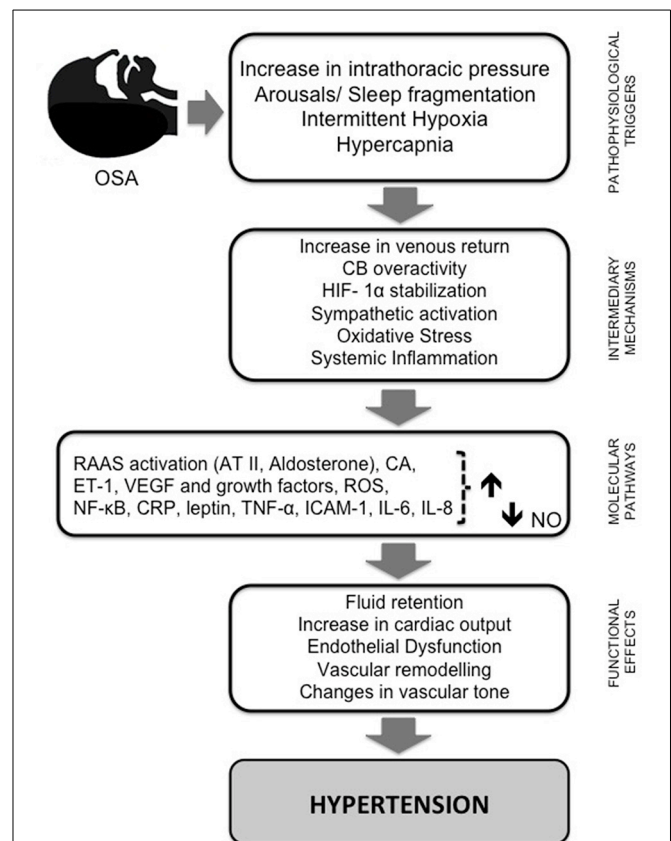 OSA
Increase in intrathoracic pressure
Arousals/ Sleep fragmentation
Intermittent Hypoxia
Hypercapnia
PATHOPHYSIOLOGICAL
TRIGGERS
Increase in venous return
CB overactivity
HIF- 1α stabilization
Sympathetic activation
Oxidative Stress
Systemic Inflammation
INTERMEDIARY
MECHANISMS
RAAS activation (AT II, Aldosterone), CA,
ET-1, VEGF and growth factors, ROS,
NF-κB, CRP, leptin, TNF-α, ICAM-1, IL-6, IL-8
NO
MOLECULAR
PATHWAYS
Fluid retention
Increase in cardiac output
Endothelial Dysfunction
Vascular remodelling
Changes in vascular tone
FUNCTIONAL
EFFECTS
HYPERTENSION